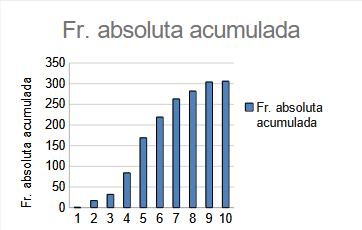 Fr. absoluta acumulada
Fr. absoluta acumulada
350
300
250
200
150
100
50
0
1 2 3 4 5 6 7 8 9 10
Fr. absoluta
acumulada